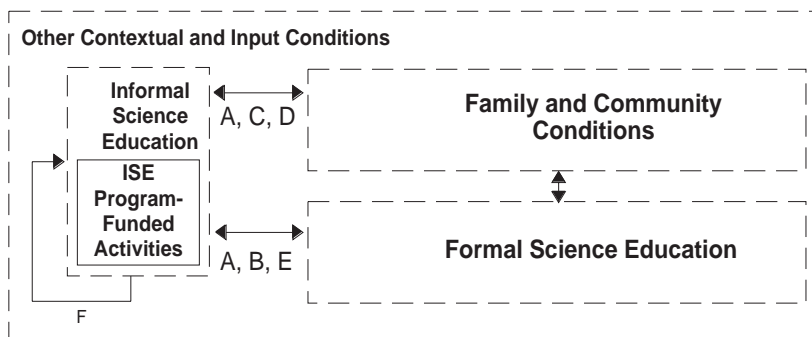 Other Contextual and Input Conditions
Informal
Science
Education
ISE
Program-
Funded
Activities
A, C, D
A, B, E
F
Family and Community
Conditions
Formal Science Education